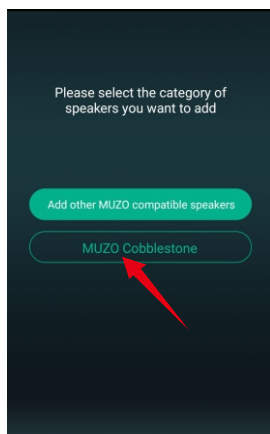 Please select the category of
speakers you want to add
Add other MUZO compatible speakers
MUZO Cobblestone